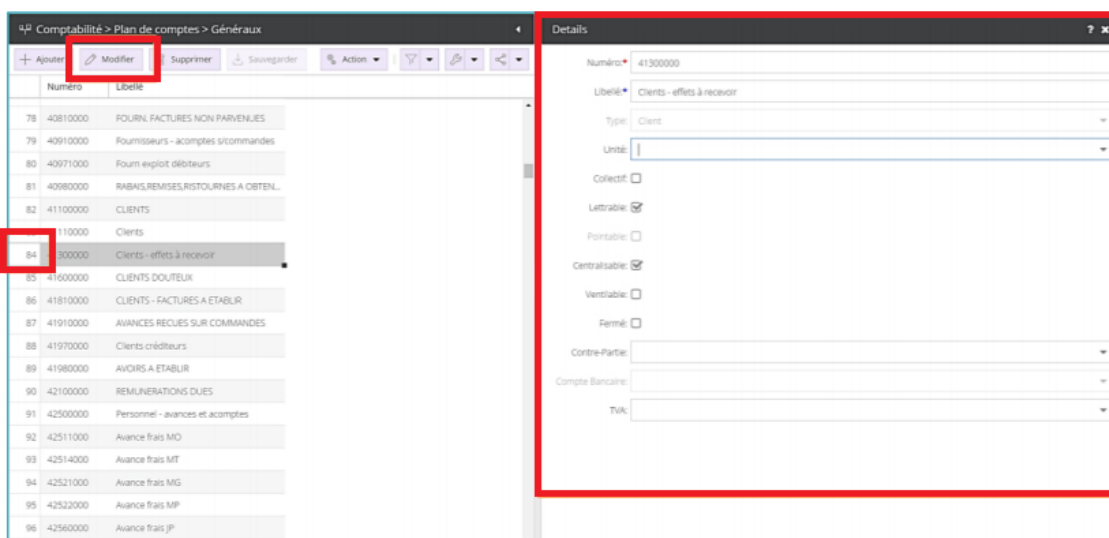 Comptabilité > Plan de comptes > Généraux
Ajouter Modifier Supprimer Sauvegarder Action
Numéro Libellé
78 40810000 FOURN. FACTURES NON PARVENUES
79 40910000 Fournisseurs - acomptes s/commandes
80 40971000 Fourn exploit débiteurs
81 40980000 RABAIS,REMISES,RISTOURNES A OBTEN...
82 41100000 CLIENTS
1110000 Clients
84 1300000 Clients - effets à recevoir
85 41600000 CLIENTS DOUTEUX
86 41810000 CLIENTS - FACTURES A ETABLIR
87 41910000 AVANCES RECUES SUR COMMANDES
88 41970000 Clients créditeurs
89 41980000 AVOIRS A ETABLIR
90 42100000 REMUNERATIONS DUES
91 42500000 Personnel - avances et acomptes
92 42511000 Avance frais MO
93 42514000 Avance frais MT
94 42521000 Avance frais MG
95 42522000 Avance frais MP
96 42560000 Avance frais JP
Details ? x
Numéro:* 41300000
Libellé:* Clients - effets à recevoir
Type: Client
Unité:
Collectif:
Lettrable:
Pointable:
Centralisable:
Ventilable:
Fermé:
Contre-Partie:
Compte Bancaire:
TVA: